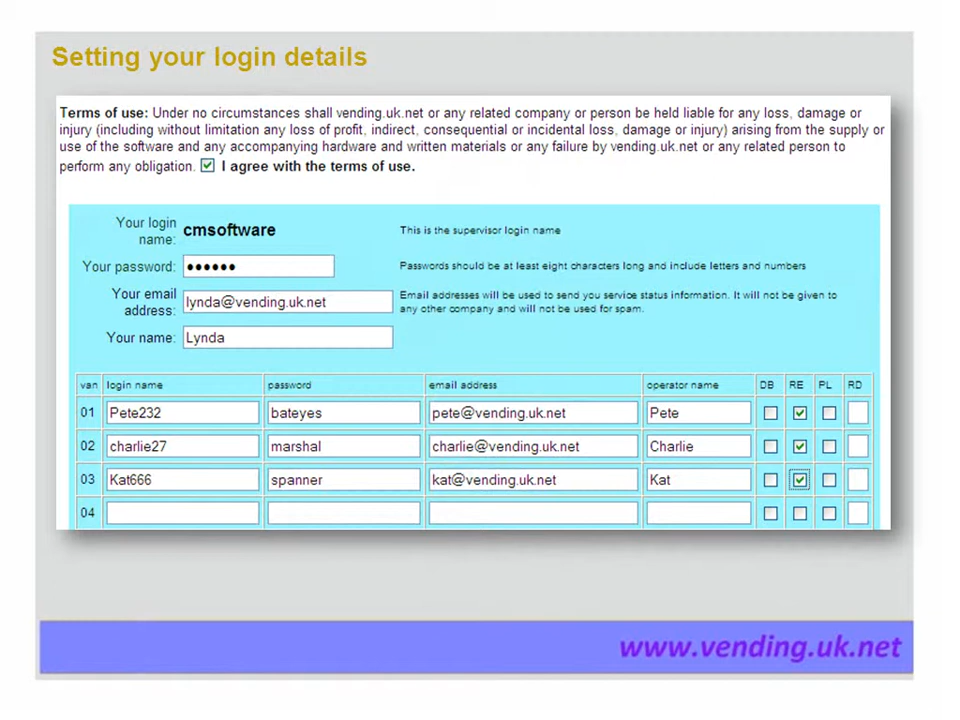 Setting your login details
Terms of use: Under no circumstances shall vending.uk.net or any related company or person be held liable for any loss, damage or
injury (including without limitation any loss of profit, indirect, consequential or incidental loss, damage or injury) arising from the supply or
use of the software and any accompanying hardware and written materials or any failure by vending.uk.net or any related person to
perform any obligation. I agree with the terms of use.
Your login name: cmsoftware This is the supervisor login name
Your password: •••••• Passwords should be at least eight characters long and include letters and numbers
Your email address: lynda@vending.uk.net Email addresses will be used to send you service status information. It will not be given to
any other company and will not be used for spam.
Your name: Lynda
van login name password email address operator name DB RE PL RD
01 Pete232 bateyes pete@vending.uk.net Pete
02 charlie27 marshal charlie@vending.uk.net Charlie
03 Kat666 spanner kat@vending.uk.net Kat
04
www.vending.uk.net